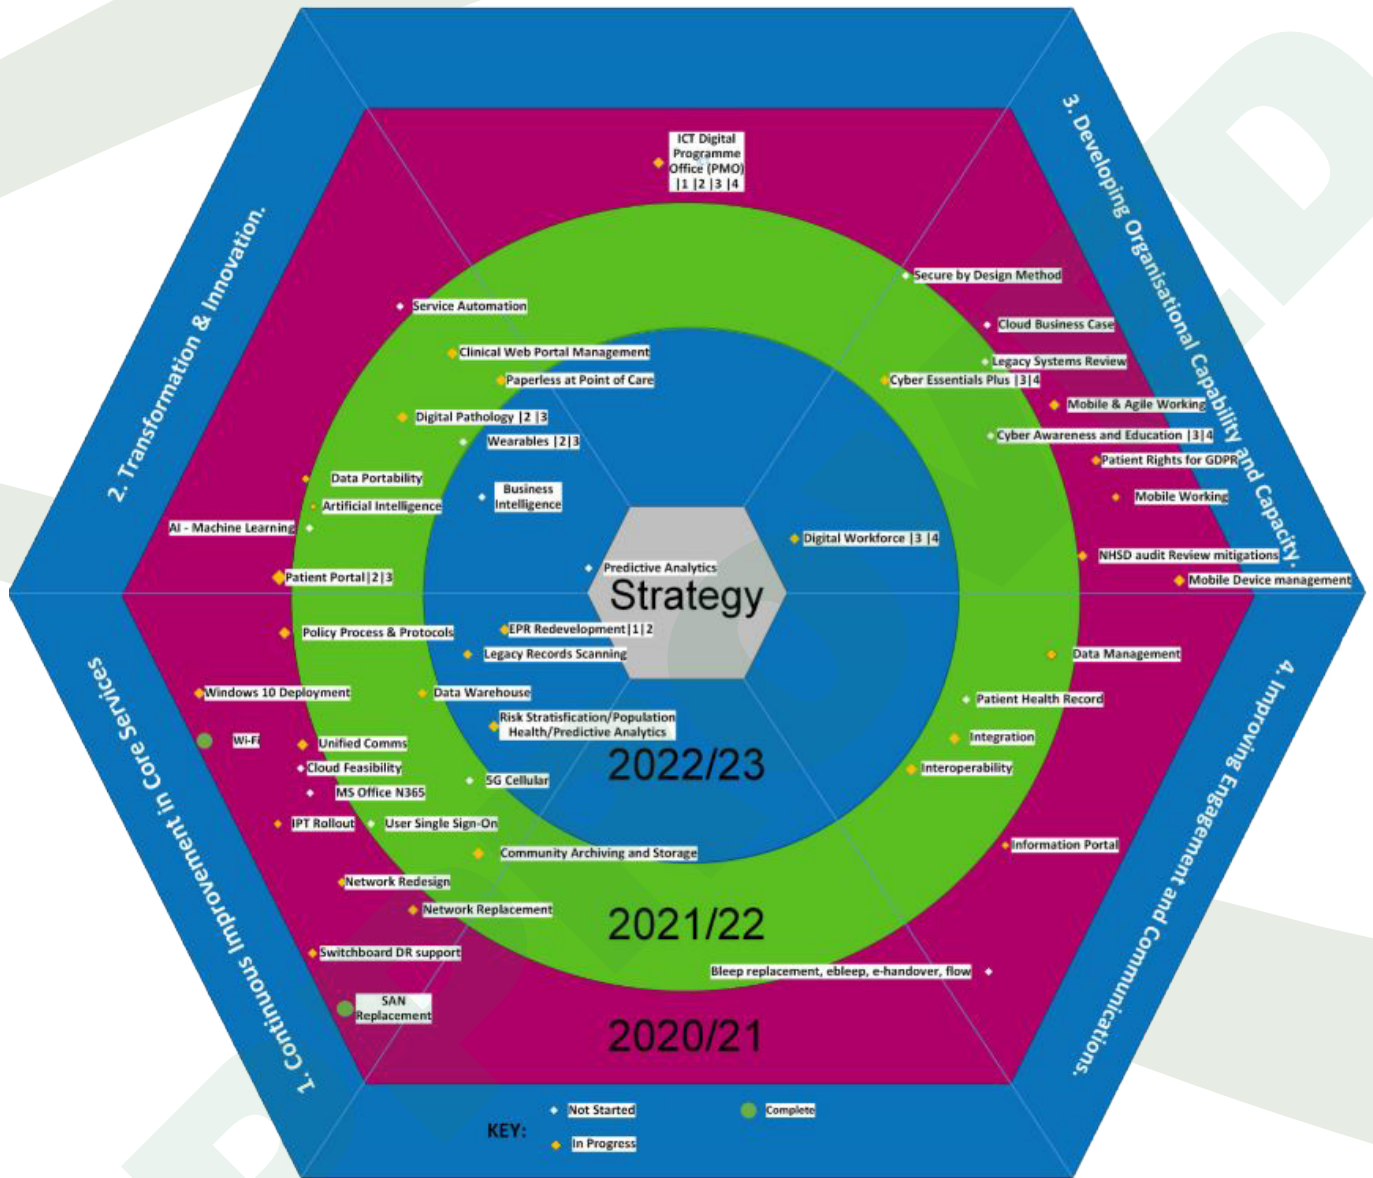 ICT Digital
Programme
Office (PMO)
|1 |2 |3 |4
3. Developing Organisational Capability and Capacity.
2. Transformation & Innovation.
Secure by Design Method
Service Automation
Cloud Business Case
Clinical Web Portal Management
Legacy Systems Review
Paperless at Point of Care
Cyber Essentials Plus |3|4
Mobile & Agile Working
Digital Pathology |2 |3
Wearables |2|3
Cyber Awareness and Education |3|4
Patient Rights for GDPR
Data Portability
Business
Intelligence
Mobile Working
Artificial Intelligence
AI - Machine Learning
Digital Workforce |3 |4
NHSD audit Review mitigations
Predictive Analytics
Patient Portal|2|3
Mobile Device management
Strategy
Policy Process & Protocols
EPR Redevelopment|1|2
Legacy Records Scanning
Data Management
Windows 10 Deployment
Data Warehouse
Patient Health Record
Risk Stratisfication/Population
Health/Predictive Analytics
Wi-Fi
Unified Comms
Integration
Cloud Feasibility
2022/23
Interoperability
5G Cellular
MS Office N365
IPT Rollout
User Single Sign-On
Information Portal
Community Archiving and Storage
Network Redesign
Network Replacement
2021/22
Switchboard DR support
Bleep replacement, ebleep, e-handover, flow
SAN
Replacement
2020/21
1. Continuous Improvement in Core Services
4. Improving Engagement and Communications.
KEY:
Not Started
Complete
In Progress